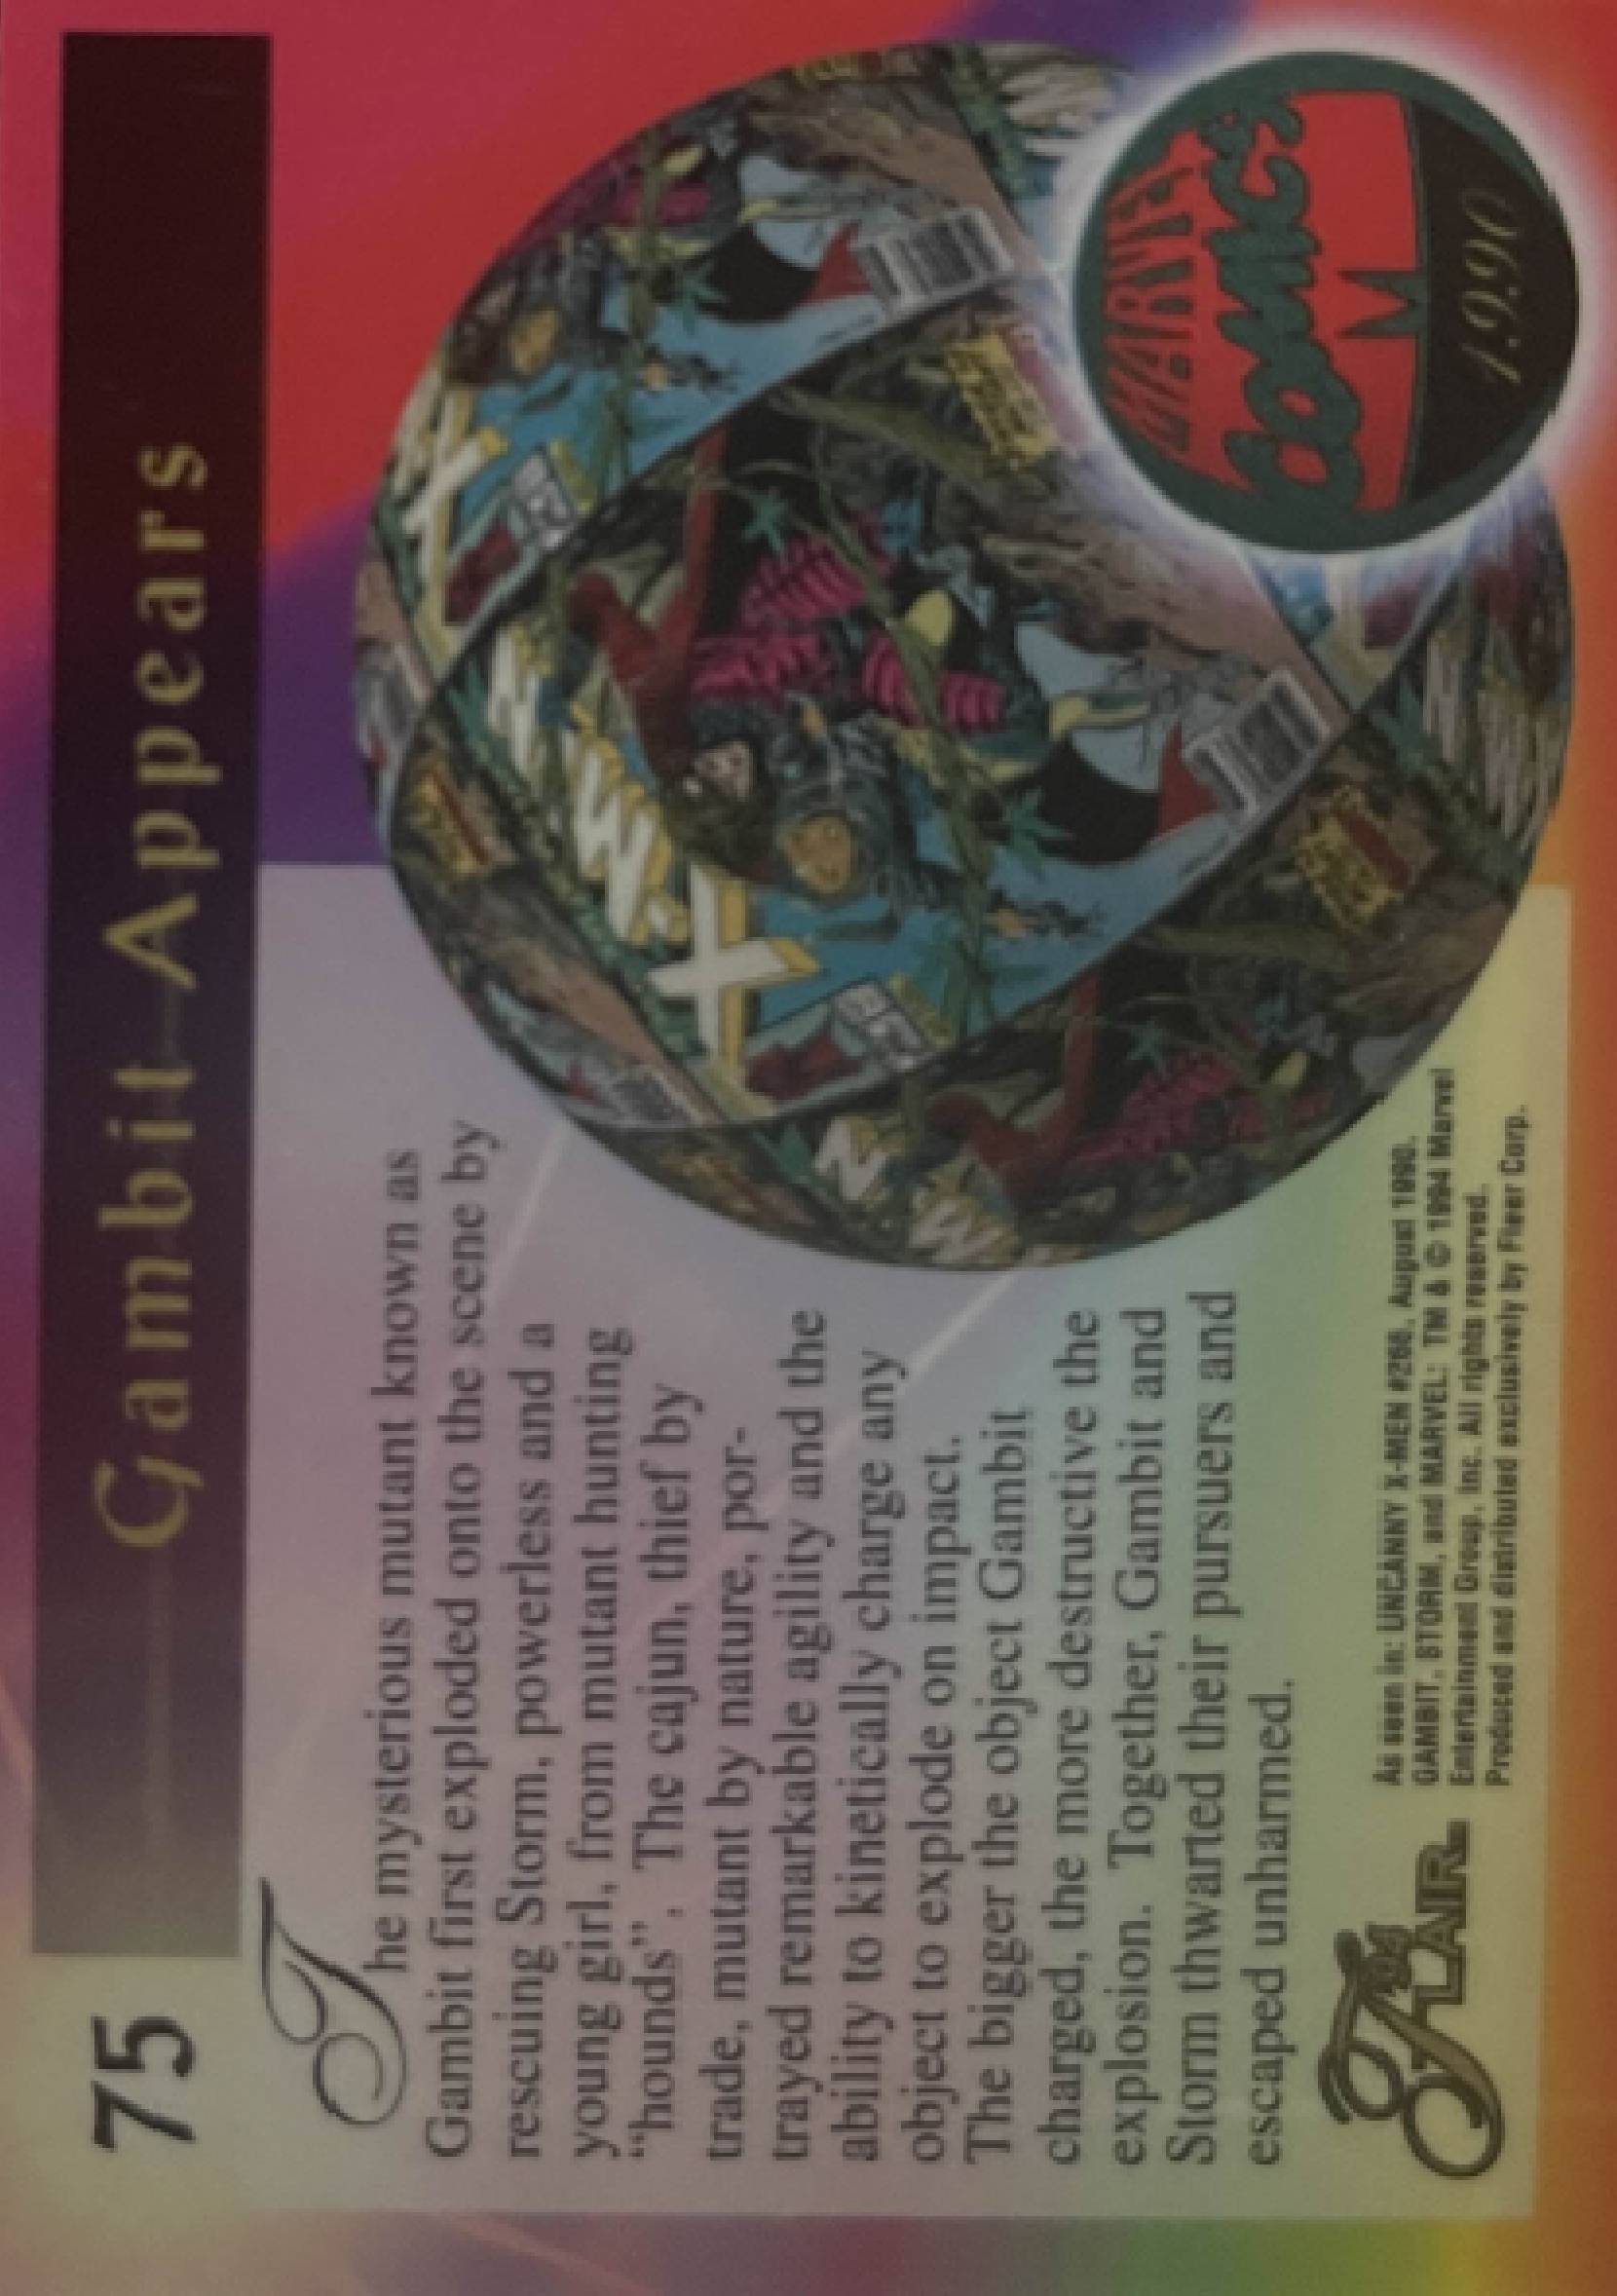 75
Gambit Appears
The mysterious mutant known as
Gambit first exploded onto the scene by
rescuing Storm, powerless and a
young girl, from mutant hunting
“hounds”. The cajun, thief by
trade, mutant by nature, por-
trayed remarkable agility and the
ability to kinetically charge any
object to explode on impact.
The bigger the object Gambit
charged, the more destructive the
explosion. Together, Gambit and
Storm thwarted their pursuers and
escaped unharmed.
'94
FLAIR
As seen in: UNCANNY X-MEN #266, August 1990.
GAMBIT, STORM, and MARVEL: TM & © 1994 Marvel
Entertainment Group, Inc. All rights reserved.
Produced and distributed exclusively by Fleer Corp.
X-MEN
MARVEL
COMICS
M
1990